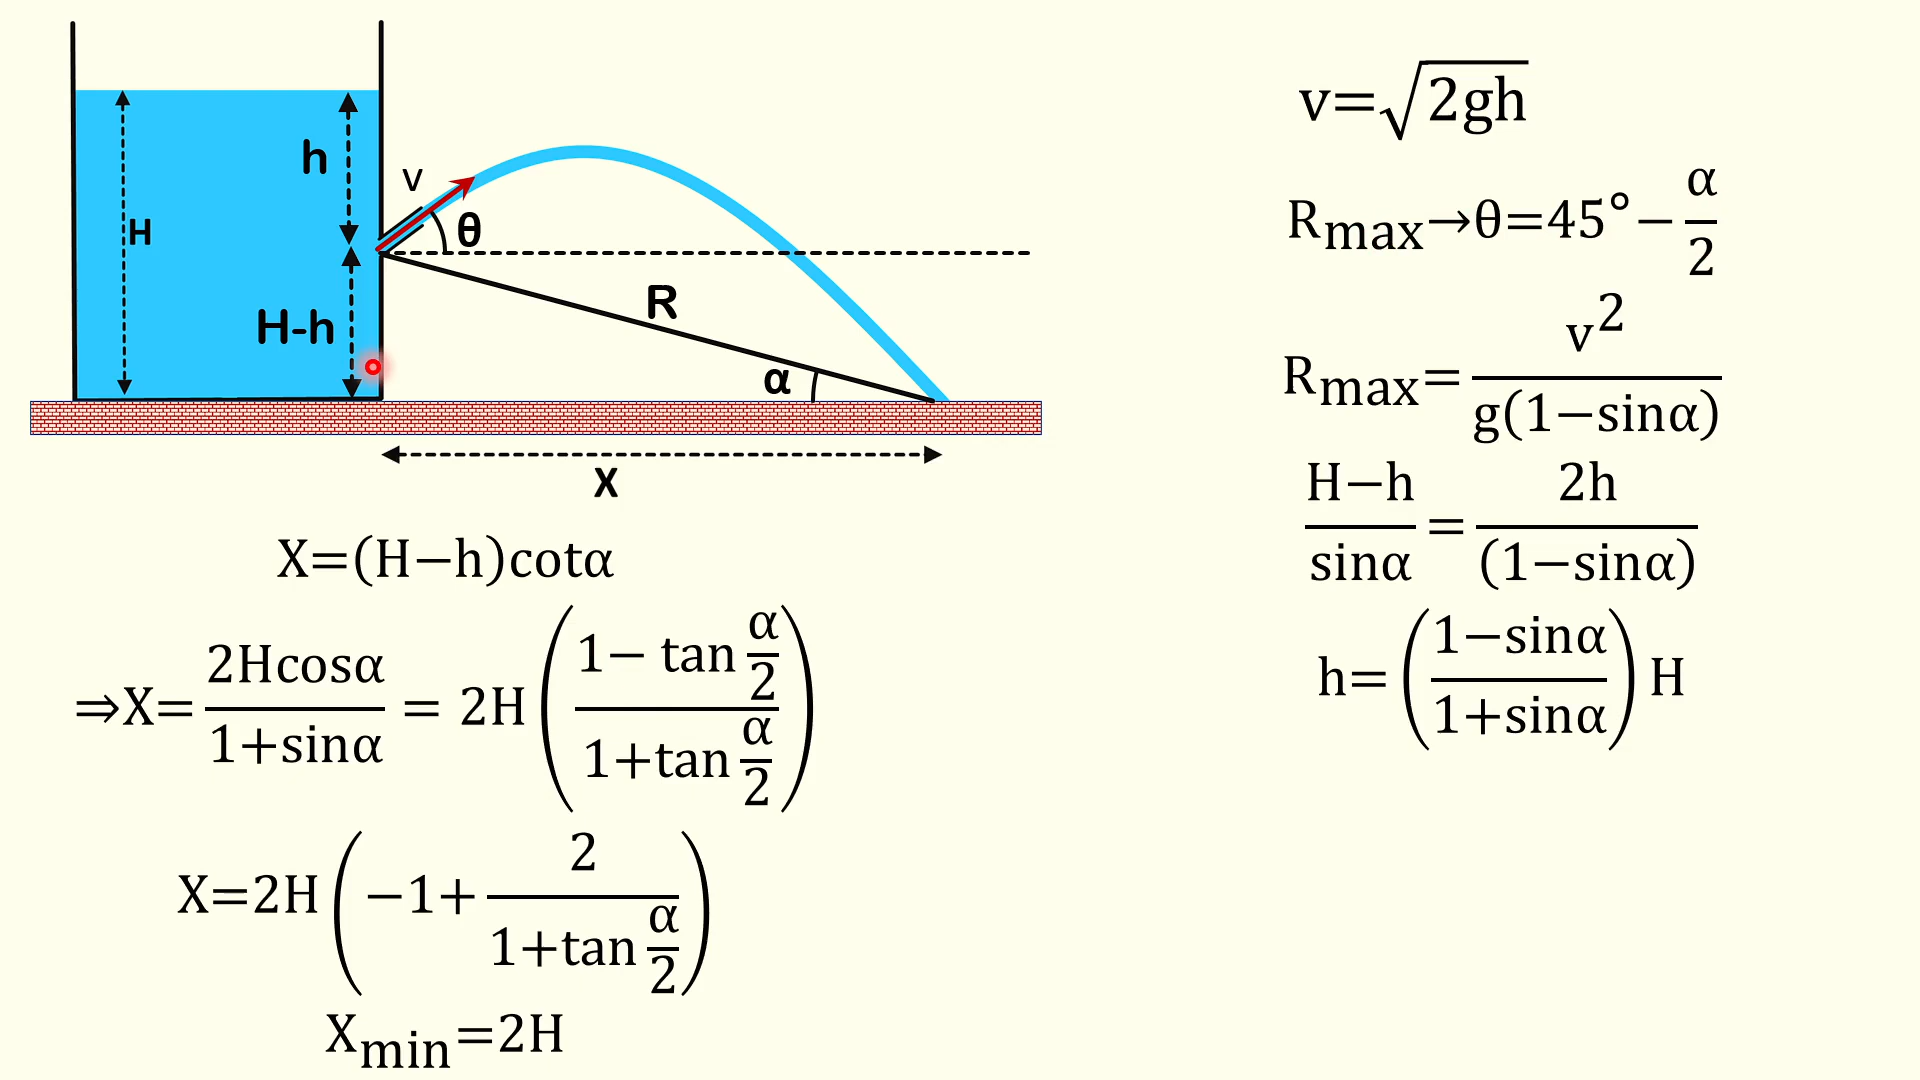 H
h
H-h
v
θ
R
α
X
X=(H−h)cotα
⇒X=2Hcosα/(1+sinα) = 2H((1− tan α/2)/(1+tan α/2))
X=2H(−1+2/(1+tan α/2))
Xmin=2H
v=√2gh
Rmax→θ=45°−α/2
Rmax=v²/g(1−sinα)
H−h/sinα=2h/(1−sinα)
h=(1−sinα/1+sinα)H